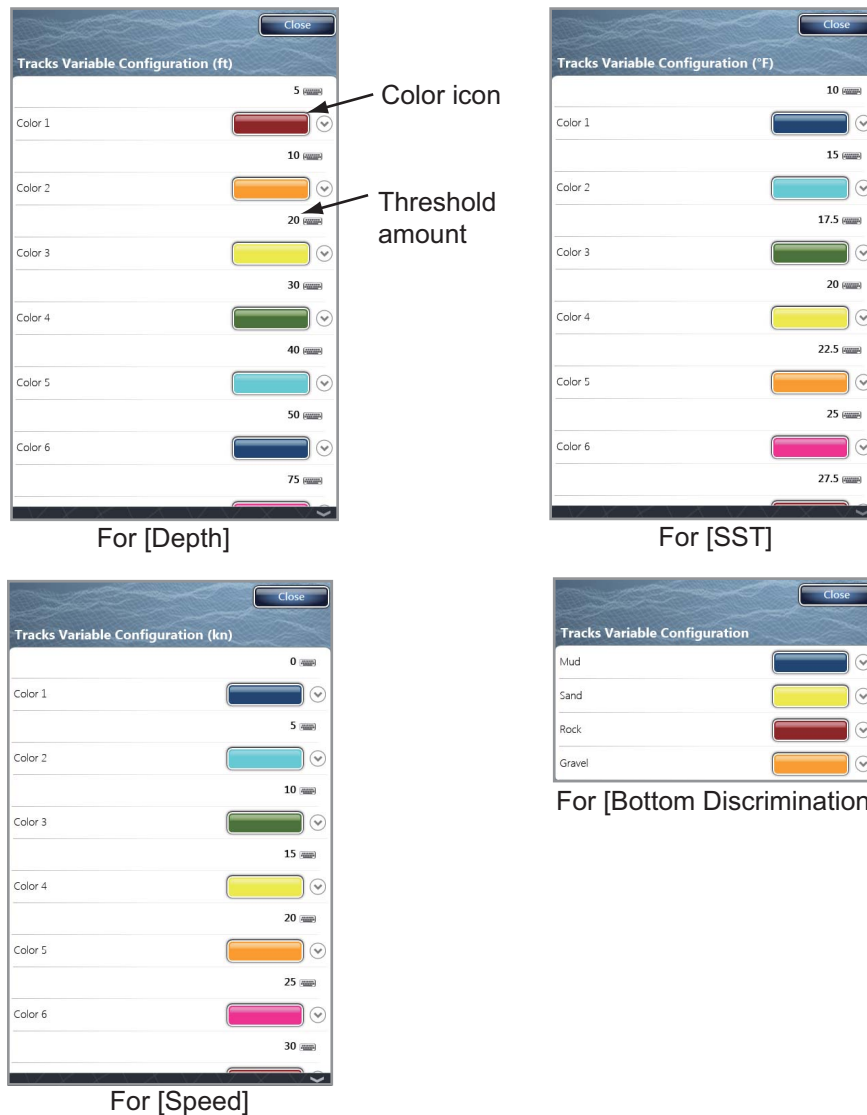 Close
Tracks Variable Configuration (ft)
5
Color 1
10
Color 2
20
Color 3
30
Color 4
40
Color 5
50
Color 6
75
Color icon
Threshold
amount
For [Depth]
Close
Tracks Variable Configuration (°F)
10
Color 1
15
Color 2
17.5
Color 3
20
Color 4
22.5
Color 5
25
Color 6
27.5
For [SST]
Close
Tracks Variable Configuration (kn)
0
Color 1
5
Color 2
10
Color 3
15
Color 4
20
Color 5
25
Color 6
30
For [Speed]
Close
Tracks Variable Configuration
Mud
Sand
Rock
Gravel
For [Bottom Discrimination